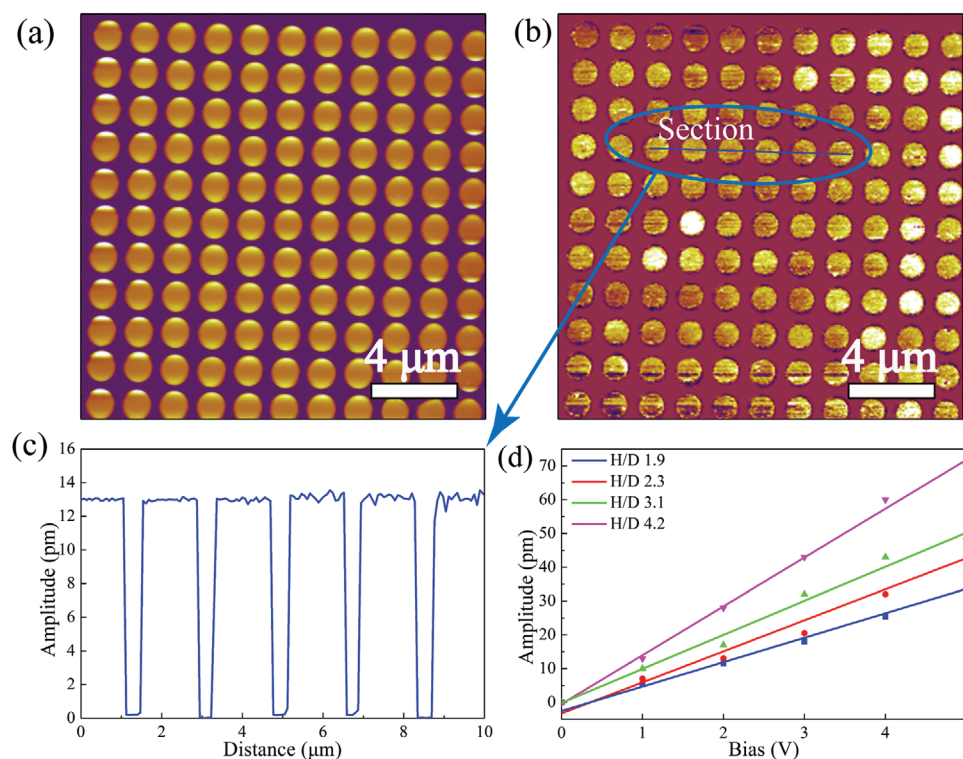 (a)
4 μm
(b)
Section
4 μm
(c)
16
14
12
10
8
6
4
2
0
Amplitude (pm)
0
2
4
6
8
10
Distance (μm)
(d)
H/D 1.9
H/D 2.3
H/D 3.1
H/D 4.2
70
60
50
40
30
20
10
0
Amplitude (pm)
0
1
2
3
4
Bias (V)